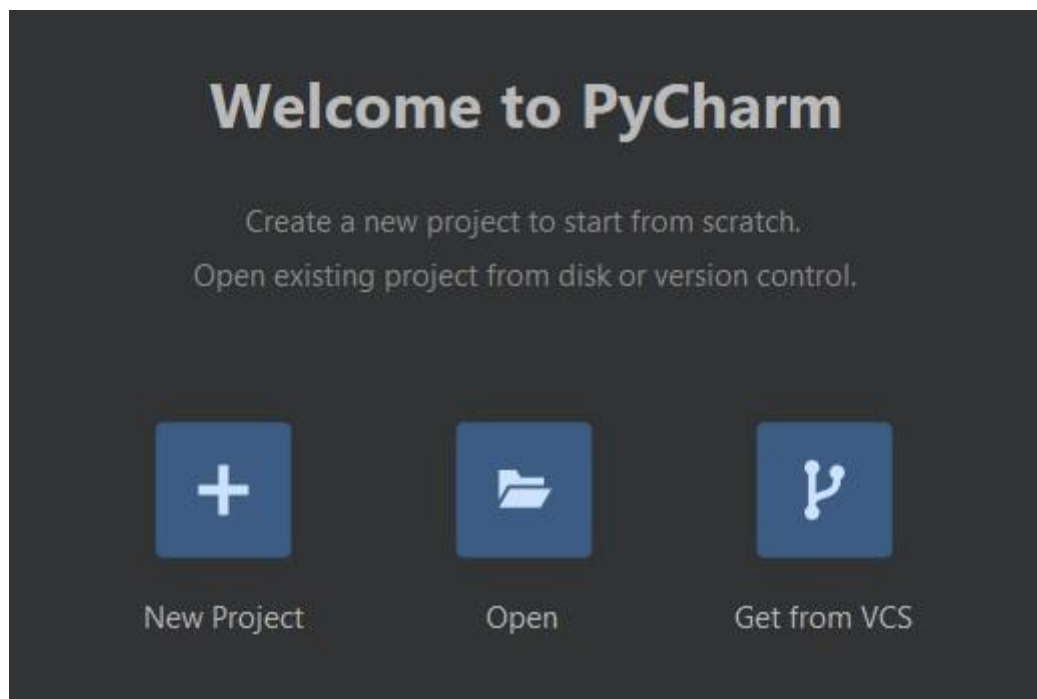 Welcome to PyCharm
Create a new project to start from scratch.
Open existing project from disk or version control.
New Project
Open
Get from VCS